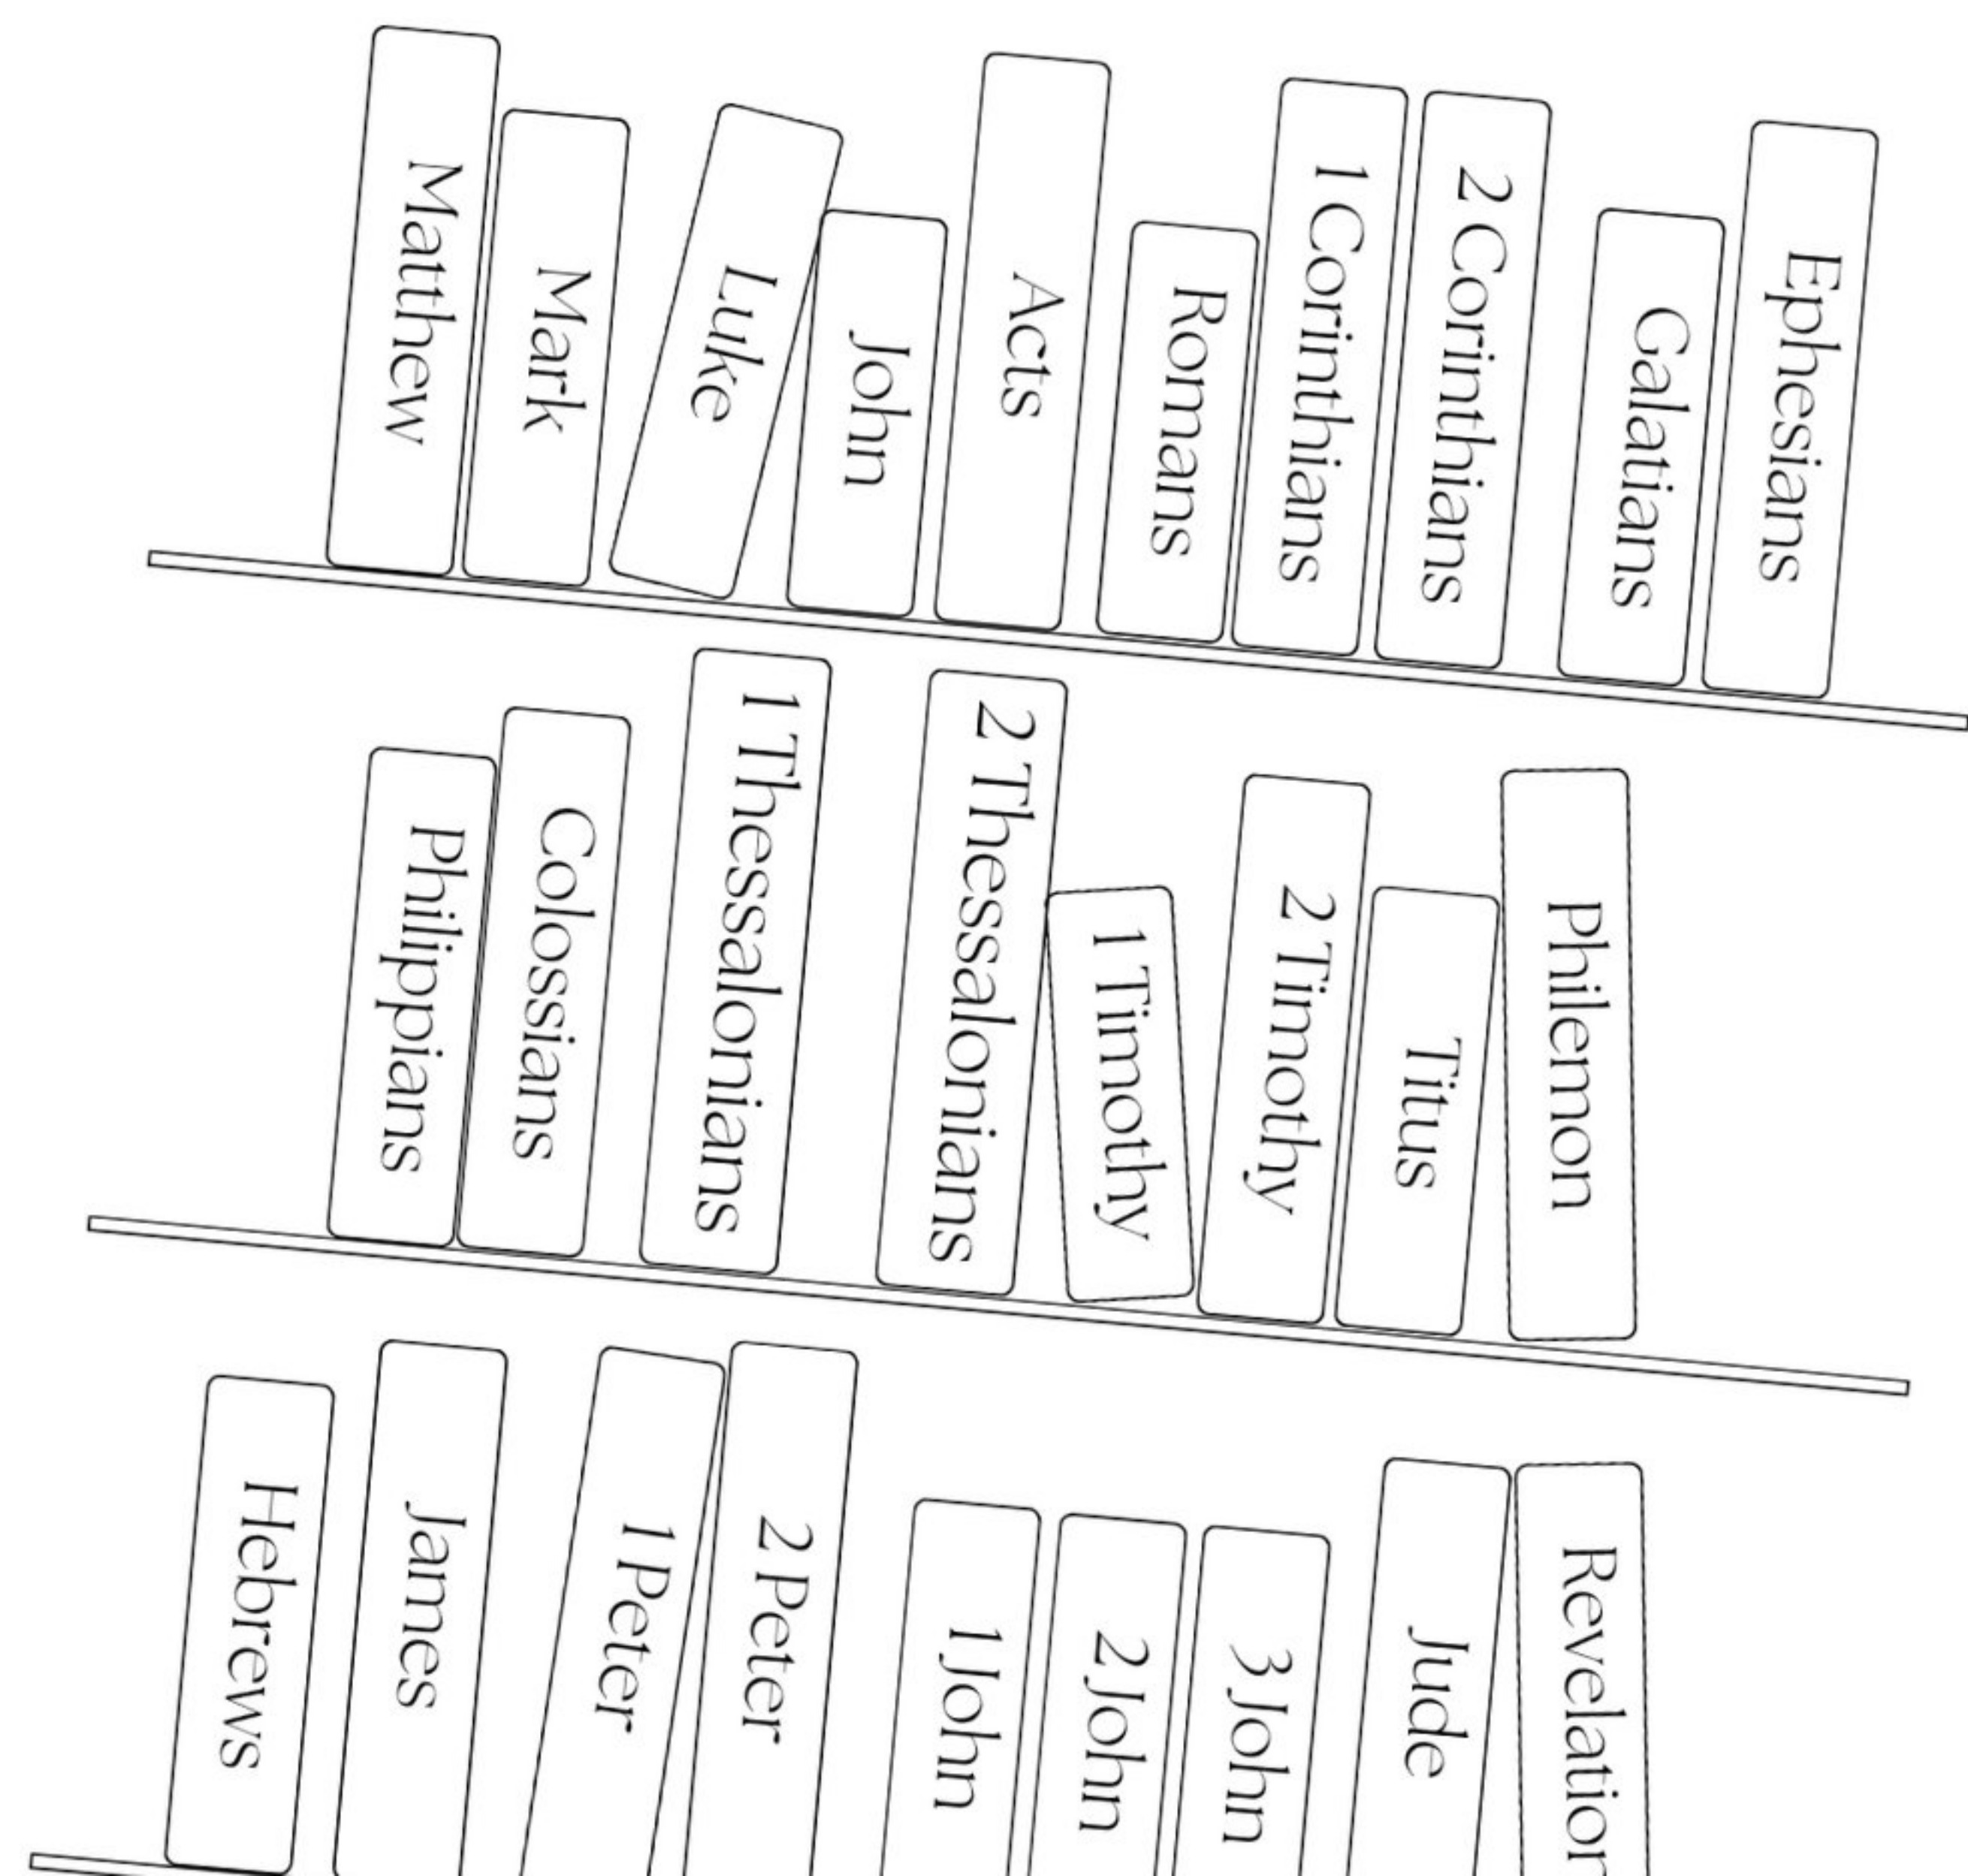 Matthew
Mark
Luke
John
Acts
Romans
1 Corinthians
2 Corinthians
Galatians
Ephesians
Philippians
Colossians
1 Thessalonians
2 Thessalonians
1 Timothy
2 Timothy
Titus
Philemon
Hebrews
James
1 Peter
2 Peter
1 John
2 John
3 John
Jude
Revelation